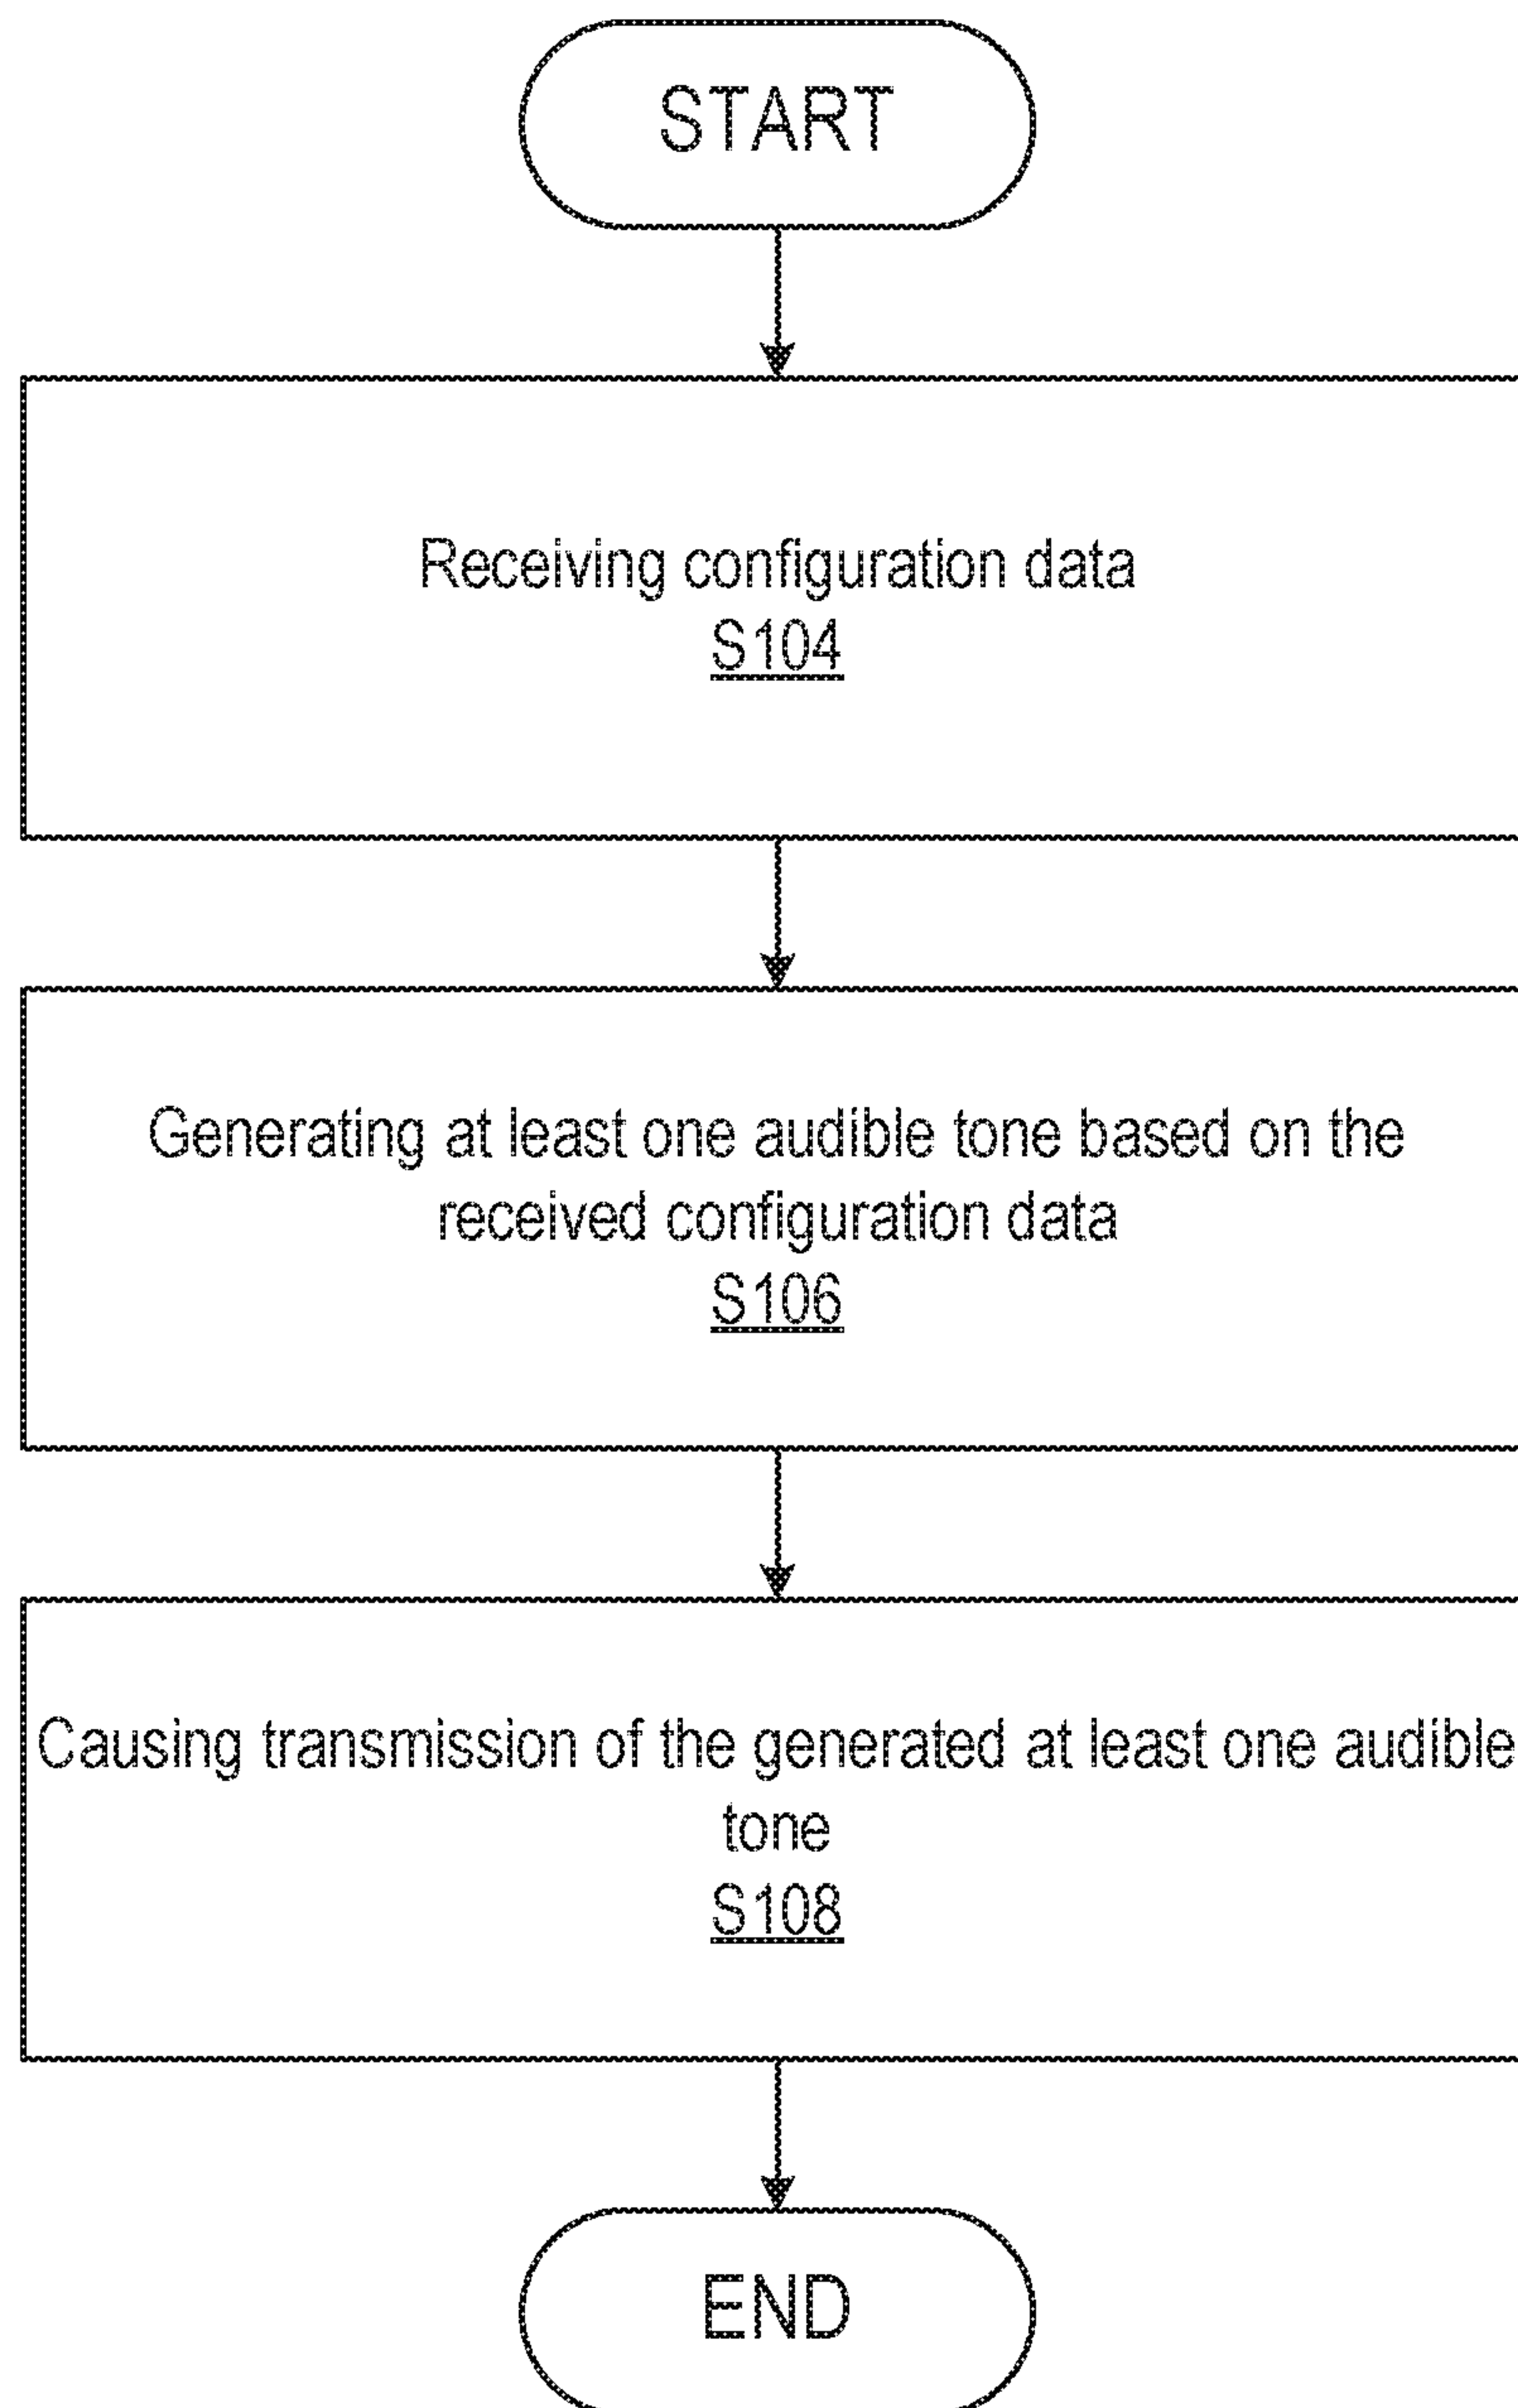 START
Receiving configuration data
S104
Generating at least one audible tone based on the
received configuration data
S106
Causing transmission of the generated at least one audible
tone
S108
END